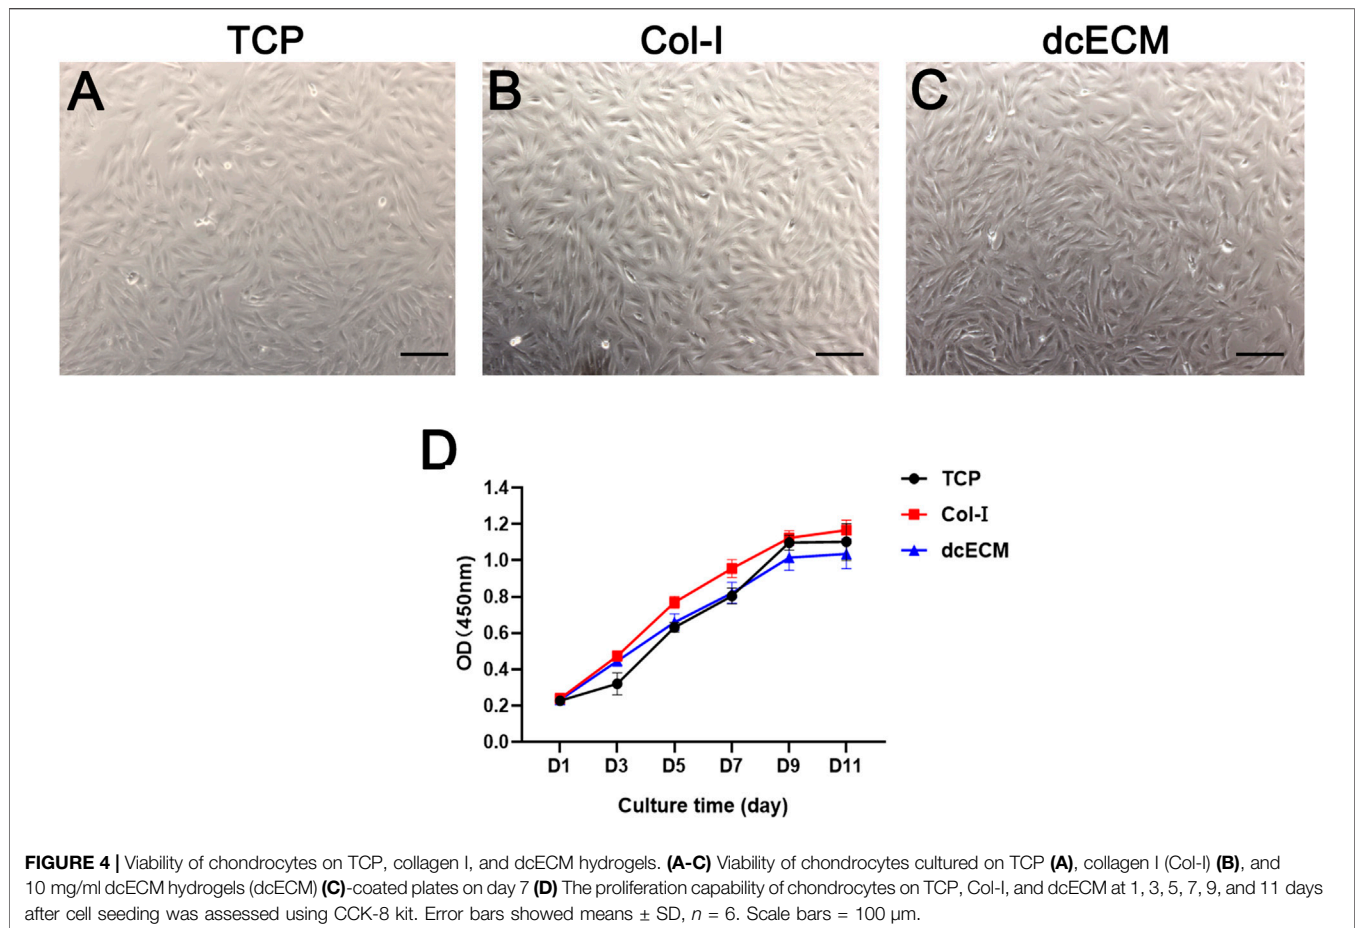 TCP
Col-I
dcECM
A
B
C
D
1.4
1.2
1.0
0.8
0.6
0.4
0.2
0.0
OD(450nm)
D1 D3 D5 D7 D9 D11
Culture time (day)
TCP
Col-I
dcECM
FIGURE 4 | Viability of chondrocytes on TCP, collagen I, and dcECM hydrogels. (A-C) Viability of chondrocytes cultured on TCP (A), collagen I (Col-I) (B), and
10 mg/ml dcECM hydrogels (dcECM) (C)-coated plates on day 7 (D) The proliferation capability of chondrocytes on TCP, Col-I, and dcECM at 1, 3, 5, 7, 9, and 11 days
after cell seeding was assessed using CCK-8 kit. Error bars showed means ± SD, n = 6. Scale bars = 100 μm.